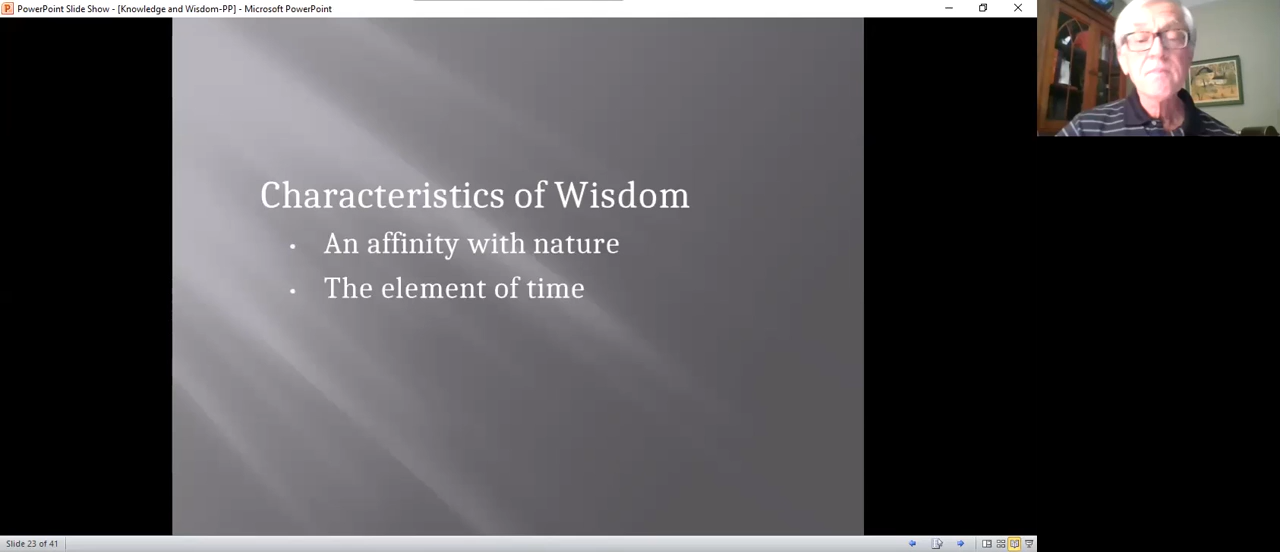 PowerPoint Slide Show - [Knowledge and Wisdom-PP] - Microsoft PowerPoint
Characteristics of Wisdom
• An affinity with nature
• The element of time
Slide 23 of 41